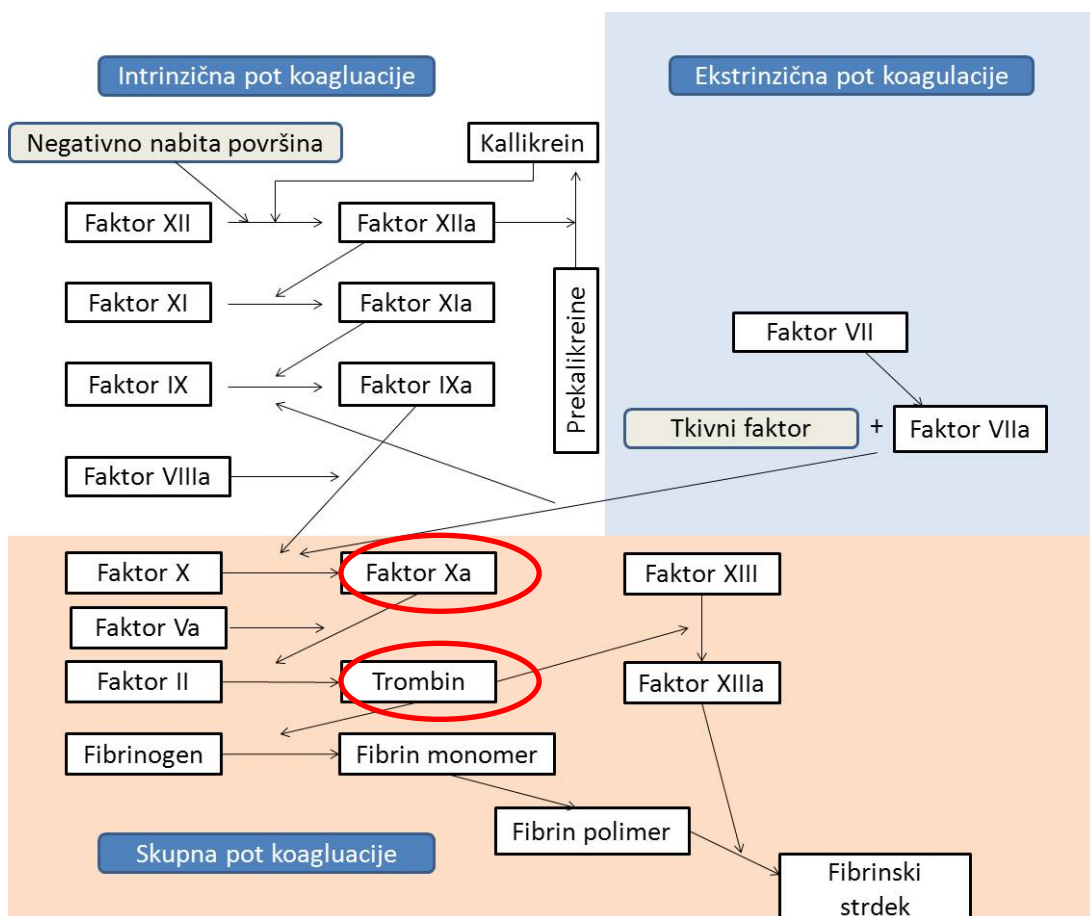 Intrinzična pot koagluacije
Ekstrinzična pot koagulacije
Negativno nabita površina
Kallikrein
Faktor XII
Faktor XIIa
Prekalikreine
Faktor XI
Faktor XIa
Faktor VII
Faktor IX
Faktor IXa
Tkivni faktor
+
Faktor VIIa
Faktor VIIIa
Faktor X
Faktor Xa
Faktor XIII
Faktor Va
Faktor II
Trombin
Faktor XIIIa
Fibrinogen
Fibrin monomer
Fibrin polimer
Skupna pot koagluacije
Fibrinski
strdek